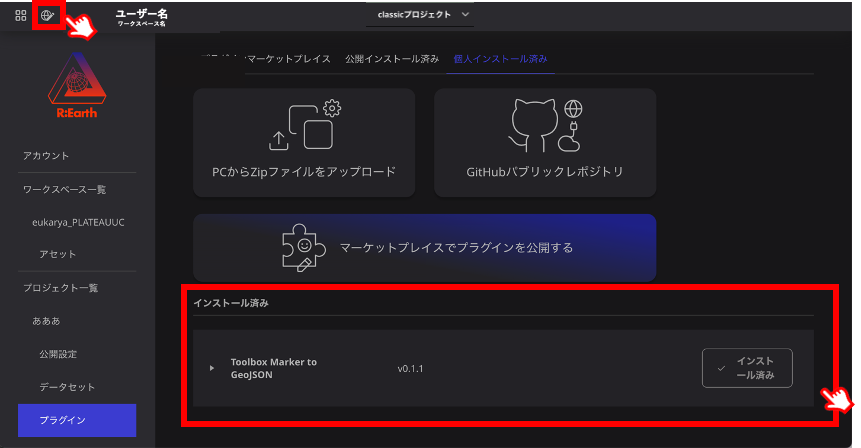 ユーザー名
ワークスペース名
classicプロジェクト
R:Earth
マーケットプレイス
公開インストール済み
個人インストール済み
アカウント
ワークスペース一覧
eukarya_PLATEAUUC
アセット
プロジェクト一覧
あああ
公開設定
データセット
プラグイン
PCからZipファイルをアップロード
GitHubパブリックレポジトリ
マーケットプレイスでプラグインを公開する
インストール済み
Toolbox Marker to
GeoJSON
v0.1.1
インスト
ール済み